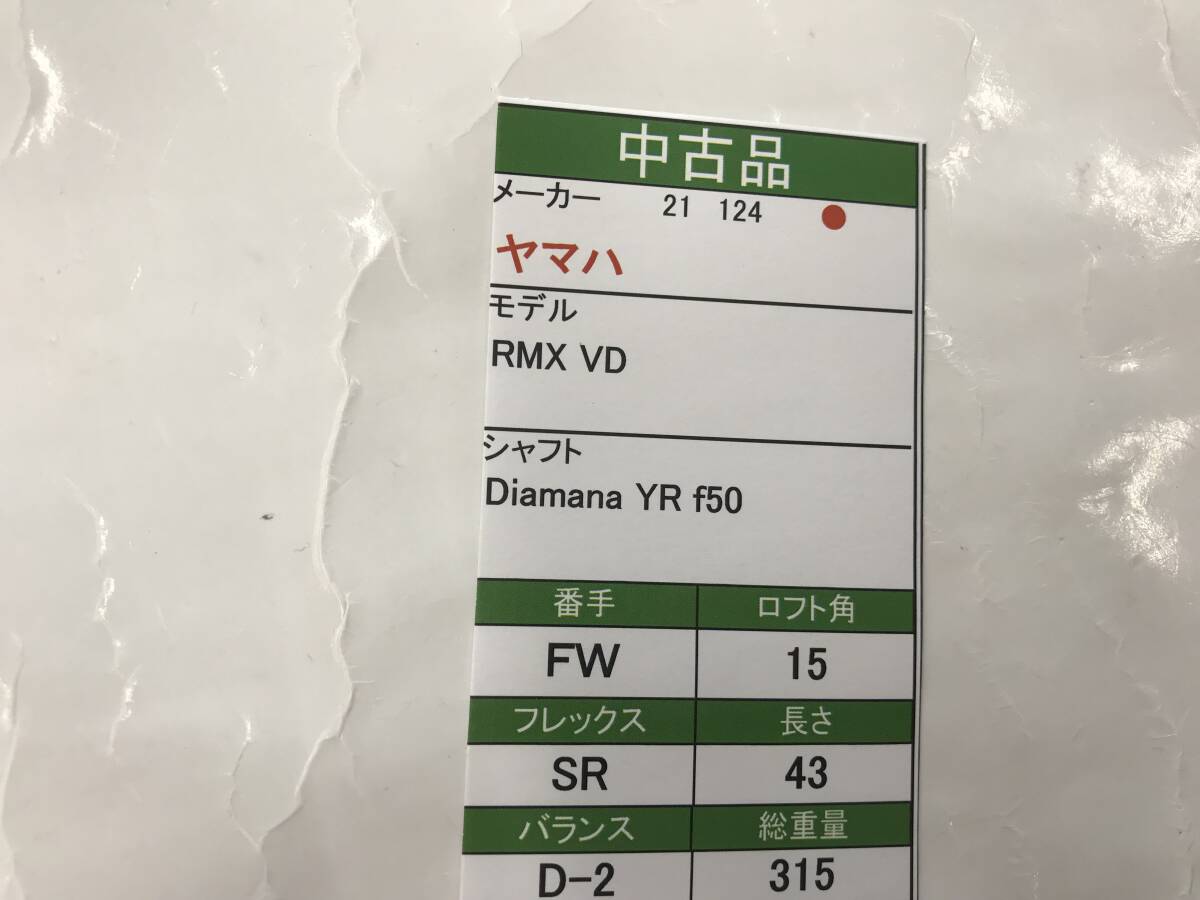 中古品
メーカー 21 124
ヤマハ
モデル
RMX VD
シャフト
Diamana YR f50
番手 ロフト角
FW 15
フレックス 長さ
SR 43
バランス 総重量
D-2 315